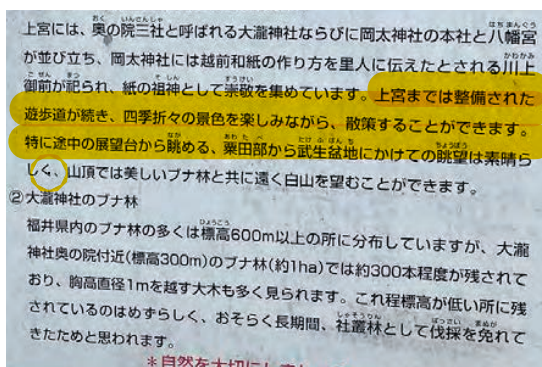 上宮には、奥の院三社と呼ばれる大瀧神社ならびに岡太神社の本社と八幡宮
が並び立ち、岡太神社には越前和紙の作り方を里人に伝えたとされる川上
御前が祀られ、紙の祖神として崇敬を集めています。上宮までは整備された
遊歩道が続き、四季折々の景色を楽しみながら、散策することができます。
特に途中の展望台から眺める、粟田部から武生盆地にかけての眺望は素晴ら
しく、山頂では美しいブナ林と共に遠く白山を望むことができます。
②大瀧神社のブナ林
福井県内のブナ林の多くは標高600m以上の所に分布していますが、大瀧
神社奥の院付近(標高300m)のブナ林(約1ha)では約300本程度が残されて
おり、胸高直径1mを越す大木も多く見られます。これ程標高が低い所に残
されているのはめずらしく、おそらく長期間、社叢林として伐採を免れて
きたためと思われます。
*自然を大切にしましょう